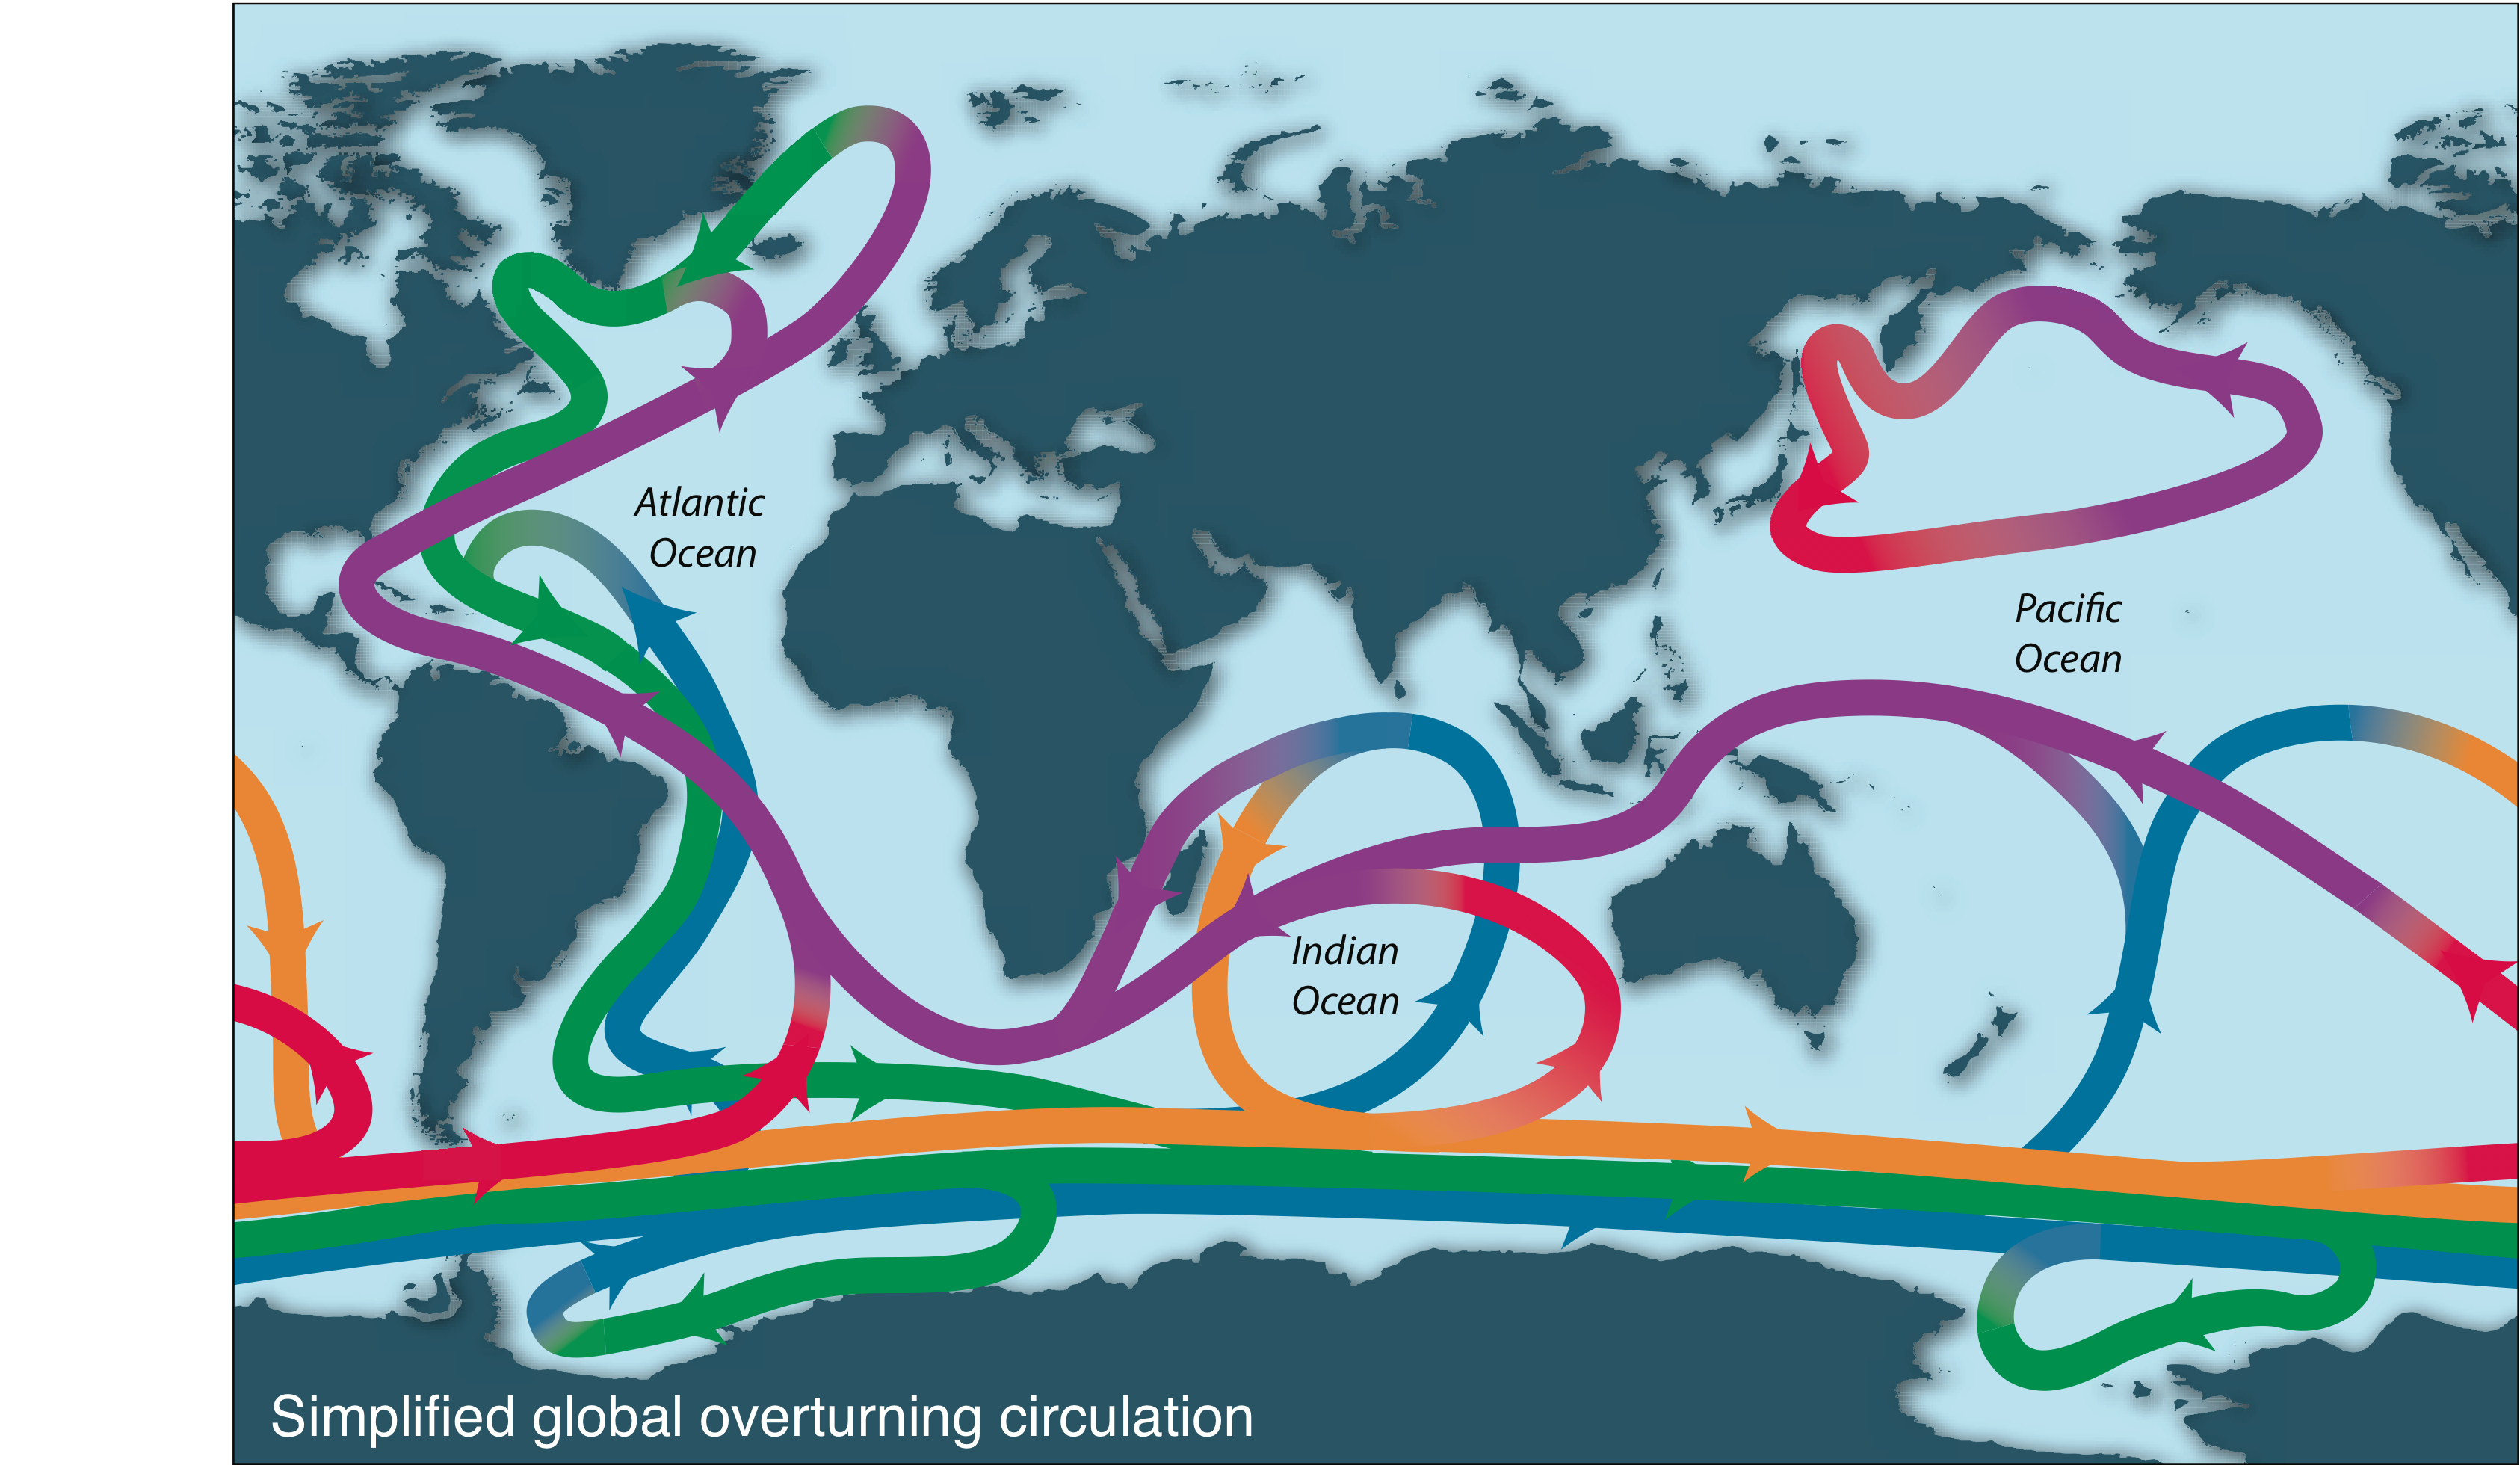 Atlantic
Ocean
Pacific
Ocean
Indian
Ocean
Simplified global overturning circulation